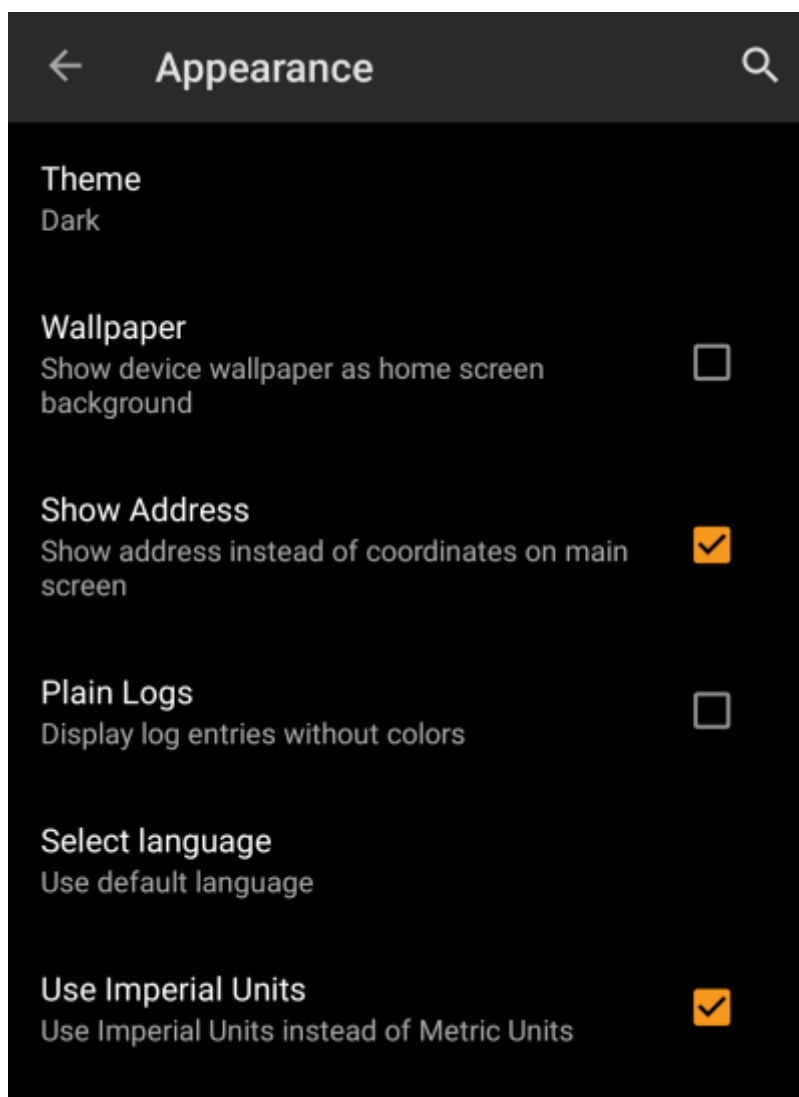 Appearance
Theme
Dark
Wallpaper
Show device wallpaper as home screen
background
Show Address
Show address instead of coordinates on main
screen
Plain Logs
Display log entries without colors
Select language
Use default language
Use Imperial Units
Use Imperial Units instead of Metric Units